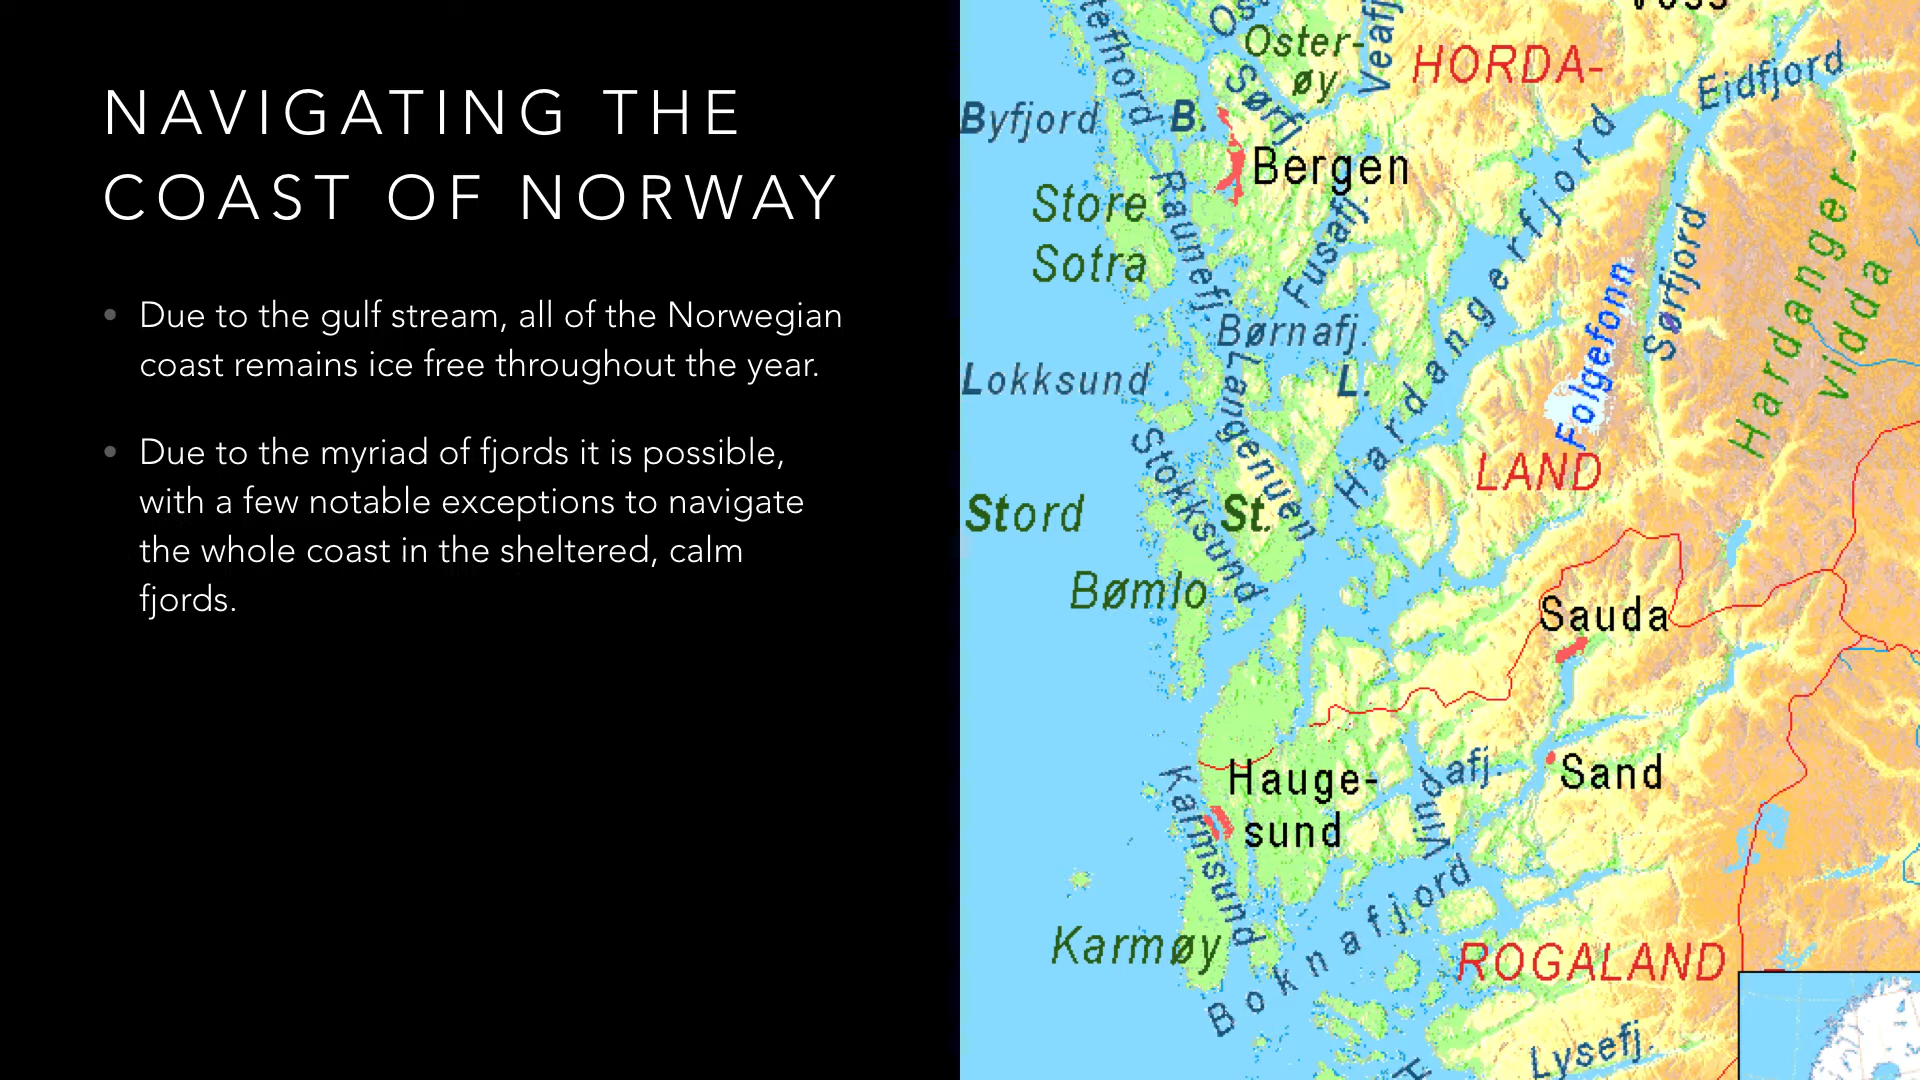 NAVIGATING THE
COAST OF NORWAY
• Due to the gulf stream, all of the Norwegian
coast remains ice free throughout the year.
• Due to the myriad of fjords it is possible,
with a few notable exceptions to navigate
the whole coast in the sheltered, calm
fjords.
Oster-
øy
Veafj
HORDA-
Eidfjord
Byfjord
B.
Sørfj.
Bergen
Store
Sotra
Raunefj.
Fusafj.
Hardangerfjord
Sørfjord
Hardanger-
vidda
Børnafj.
Folgefonn
Lokksund
L.
Langenuen
LAND
Stokksund
Stord
St.
Bømlo
Sauda
Hauge-
sund
Vindafj.
Sand
Karmsund
Karmøy
Boknafjord
ROGALAND
Lysefj.